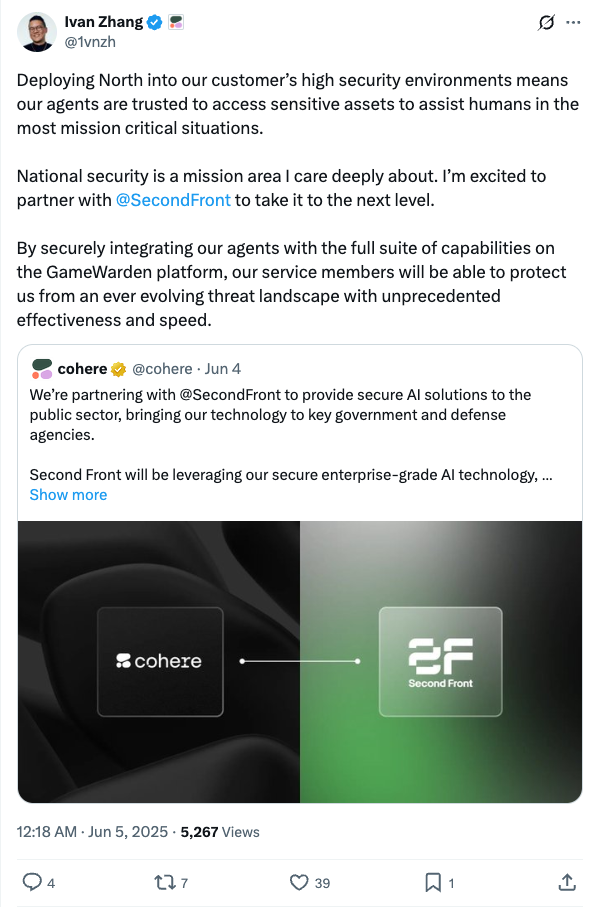 Ivan Zhang
@1vnzh
Deploying North into our customer’s high security environments means
our agents are trusted to access sensitive assets to assist humans in the
most mission critical situations.
National security is a mission area I care deeply about. I’m excited to
partner with @SecondFront to take it to the next level.
By securely integrating our agents with the full suite of capabilities on
the GameWarden platform, our service members will be able to protect
us from an ever evolving threat landscape with unprecedented
effectiveness and speed.
cohere @cohere · Jun 4
We’re partnering with @SecondFront to provide secure AI solutions to the
public sector, bringing our technology to key government and defense
agencies.
Second Front will be leveraging our secure enterprise-grade AI technology, ...
Show more
cohere
2F
Second Front
12:18 AM · Jun 5, 2025 · 5,267 Views
4 7 39 1